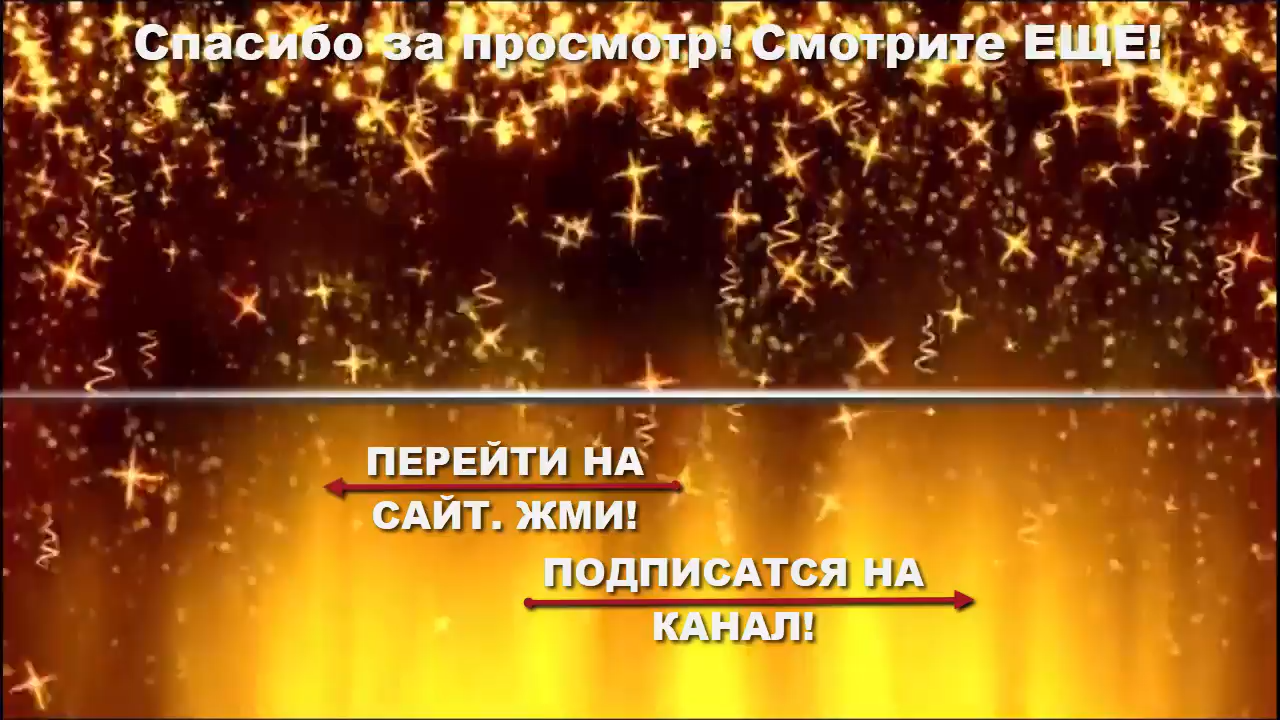 Спасибо за просмотр! Смотрите ЕЩЕ!
ПЕРЕЙТИ НА
САЙТ. ЖМИ!
ПОДПИСАТСЯ НА
КАНАЛ!